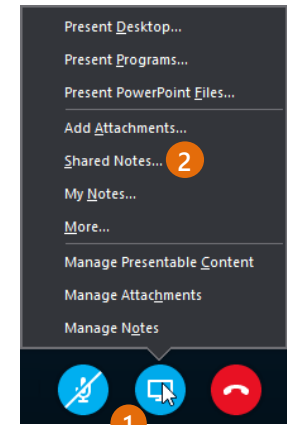 Present Desktop...
Present Programs...
Present PowerPoint Files...
Add Attachments...
Shared Notes... 2
My Notes...
More...
Manage Presentable Content
Manage Attachments
Manage Notes
1